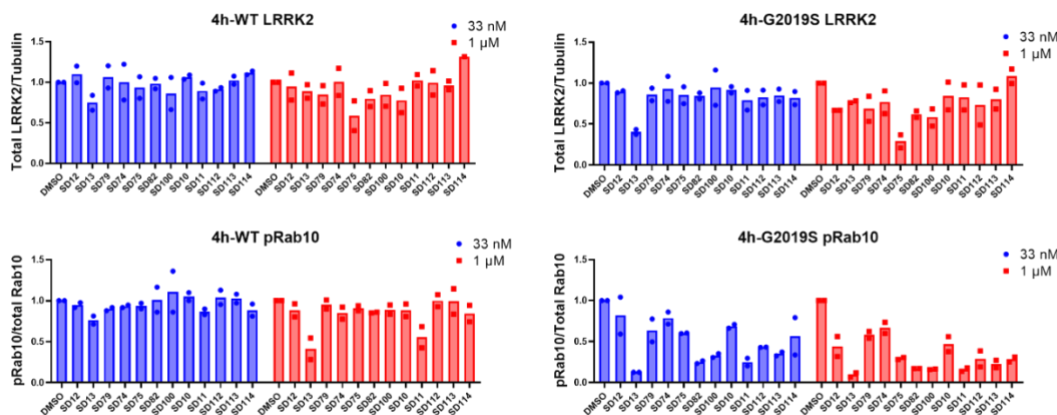 4h-WT LRRK2
33 nM
1 µM
Total LRRK2/Tubulin
1.5
1.0
0.5
0.0
DMSO SD12 SD13 SD79 SD74 SD75 SD82 SD100 SD10 SD11 SD112 SD113 SD114 DMSO SD12 SD13 SD79 SD74 SD75 SD82 SD100 SD10 SD11 SD112 SD113 SD114
4h-G2019S LRRK2
33 nM
1 µM
Total LRRK2/Tubulin
1.5
1.0
0.5
0.0
DMSO SD12 SD13 SD79 SD74 SD75 SD82 SD100 SD10 SD11 SD112 SD113 SD114 DMSO SD12 SD13 SD79 SD74 SD75 SD82 SD100 SD10 SD11 SD112 SD113 SD114
4h-WT pRab10
33 nM
1 µM
pRab10/total Rab10
1.5
1.0
0.5
0.0
DMSO SD12 SD13 SD79 SD74 SD75 SD82 SD100 SD10 SD11 SD112 SD113 SD114 DMSO SD12 SD13 SD79 SD74 SD75 SD82 SD100 SD10 SD11 SD112 SD113 SD114
4h-G2019S pRab10
33 nM
1 µM
pRab10/Total Rab10
1.5
1.0
0.5
0.0
DMSO SD12 SD13 SD79 SD74 SD75 SD82 SD100 SD10 SD11 SD112 SD113 SD114 DMSO SD12 SD13 SD79 SD74 SD75 SD82 SD100 SD10 SD11 SD112 SD113 SD114